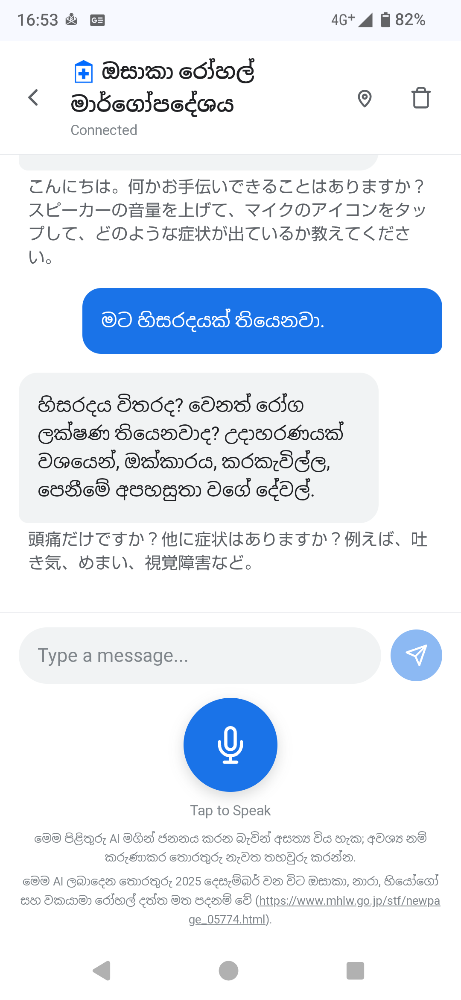 16:53
4G+ 82%
ඔසාකා රෝහල්
මාර්ගෝපදේශය
Connected
こんにちは。何かお手伝いできることはありますか？
スピーカーの音量を上げて、マイクのアイコンをタッ
プして、どのような症状が出ているか教えてくださ
い。
මට හිසරදයක් තියෙනවා.
හිසරදය විතරද? වෙනත් රෝග
ලක්ෂණ තියෙනවාද? උදාහරණයක්
වශයෙන්, ඔක්කාරය, කරකැවිල්ල,
පෙනීමේ අපහසුතා වගේ දේවල්.
頭痛だけですか？他に症状はありますか？例えば、吐
き気、めまい、視覚障害など。
Type a message...
Tap to Speak
මෙම පිළිතුරු AI මගින් ජනනය කරන බැවින් අසත්‍ය විය හැක; අවශ්‍ය නම්
කරුණාකර තොරතුරු නැවත තහවුරු කරන්න.
මෙම AI ලබාදෙන තොරතුරු 2025 දෙසැම්බර් වන විට ඔසාකා, නාරා, හියෝගෝ
සහ වකයාමා රෝහල් දත්ත මත පදනම් වේ (https://www.mhlw.go.jp/stf/newpa
ge_05774.html).